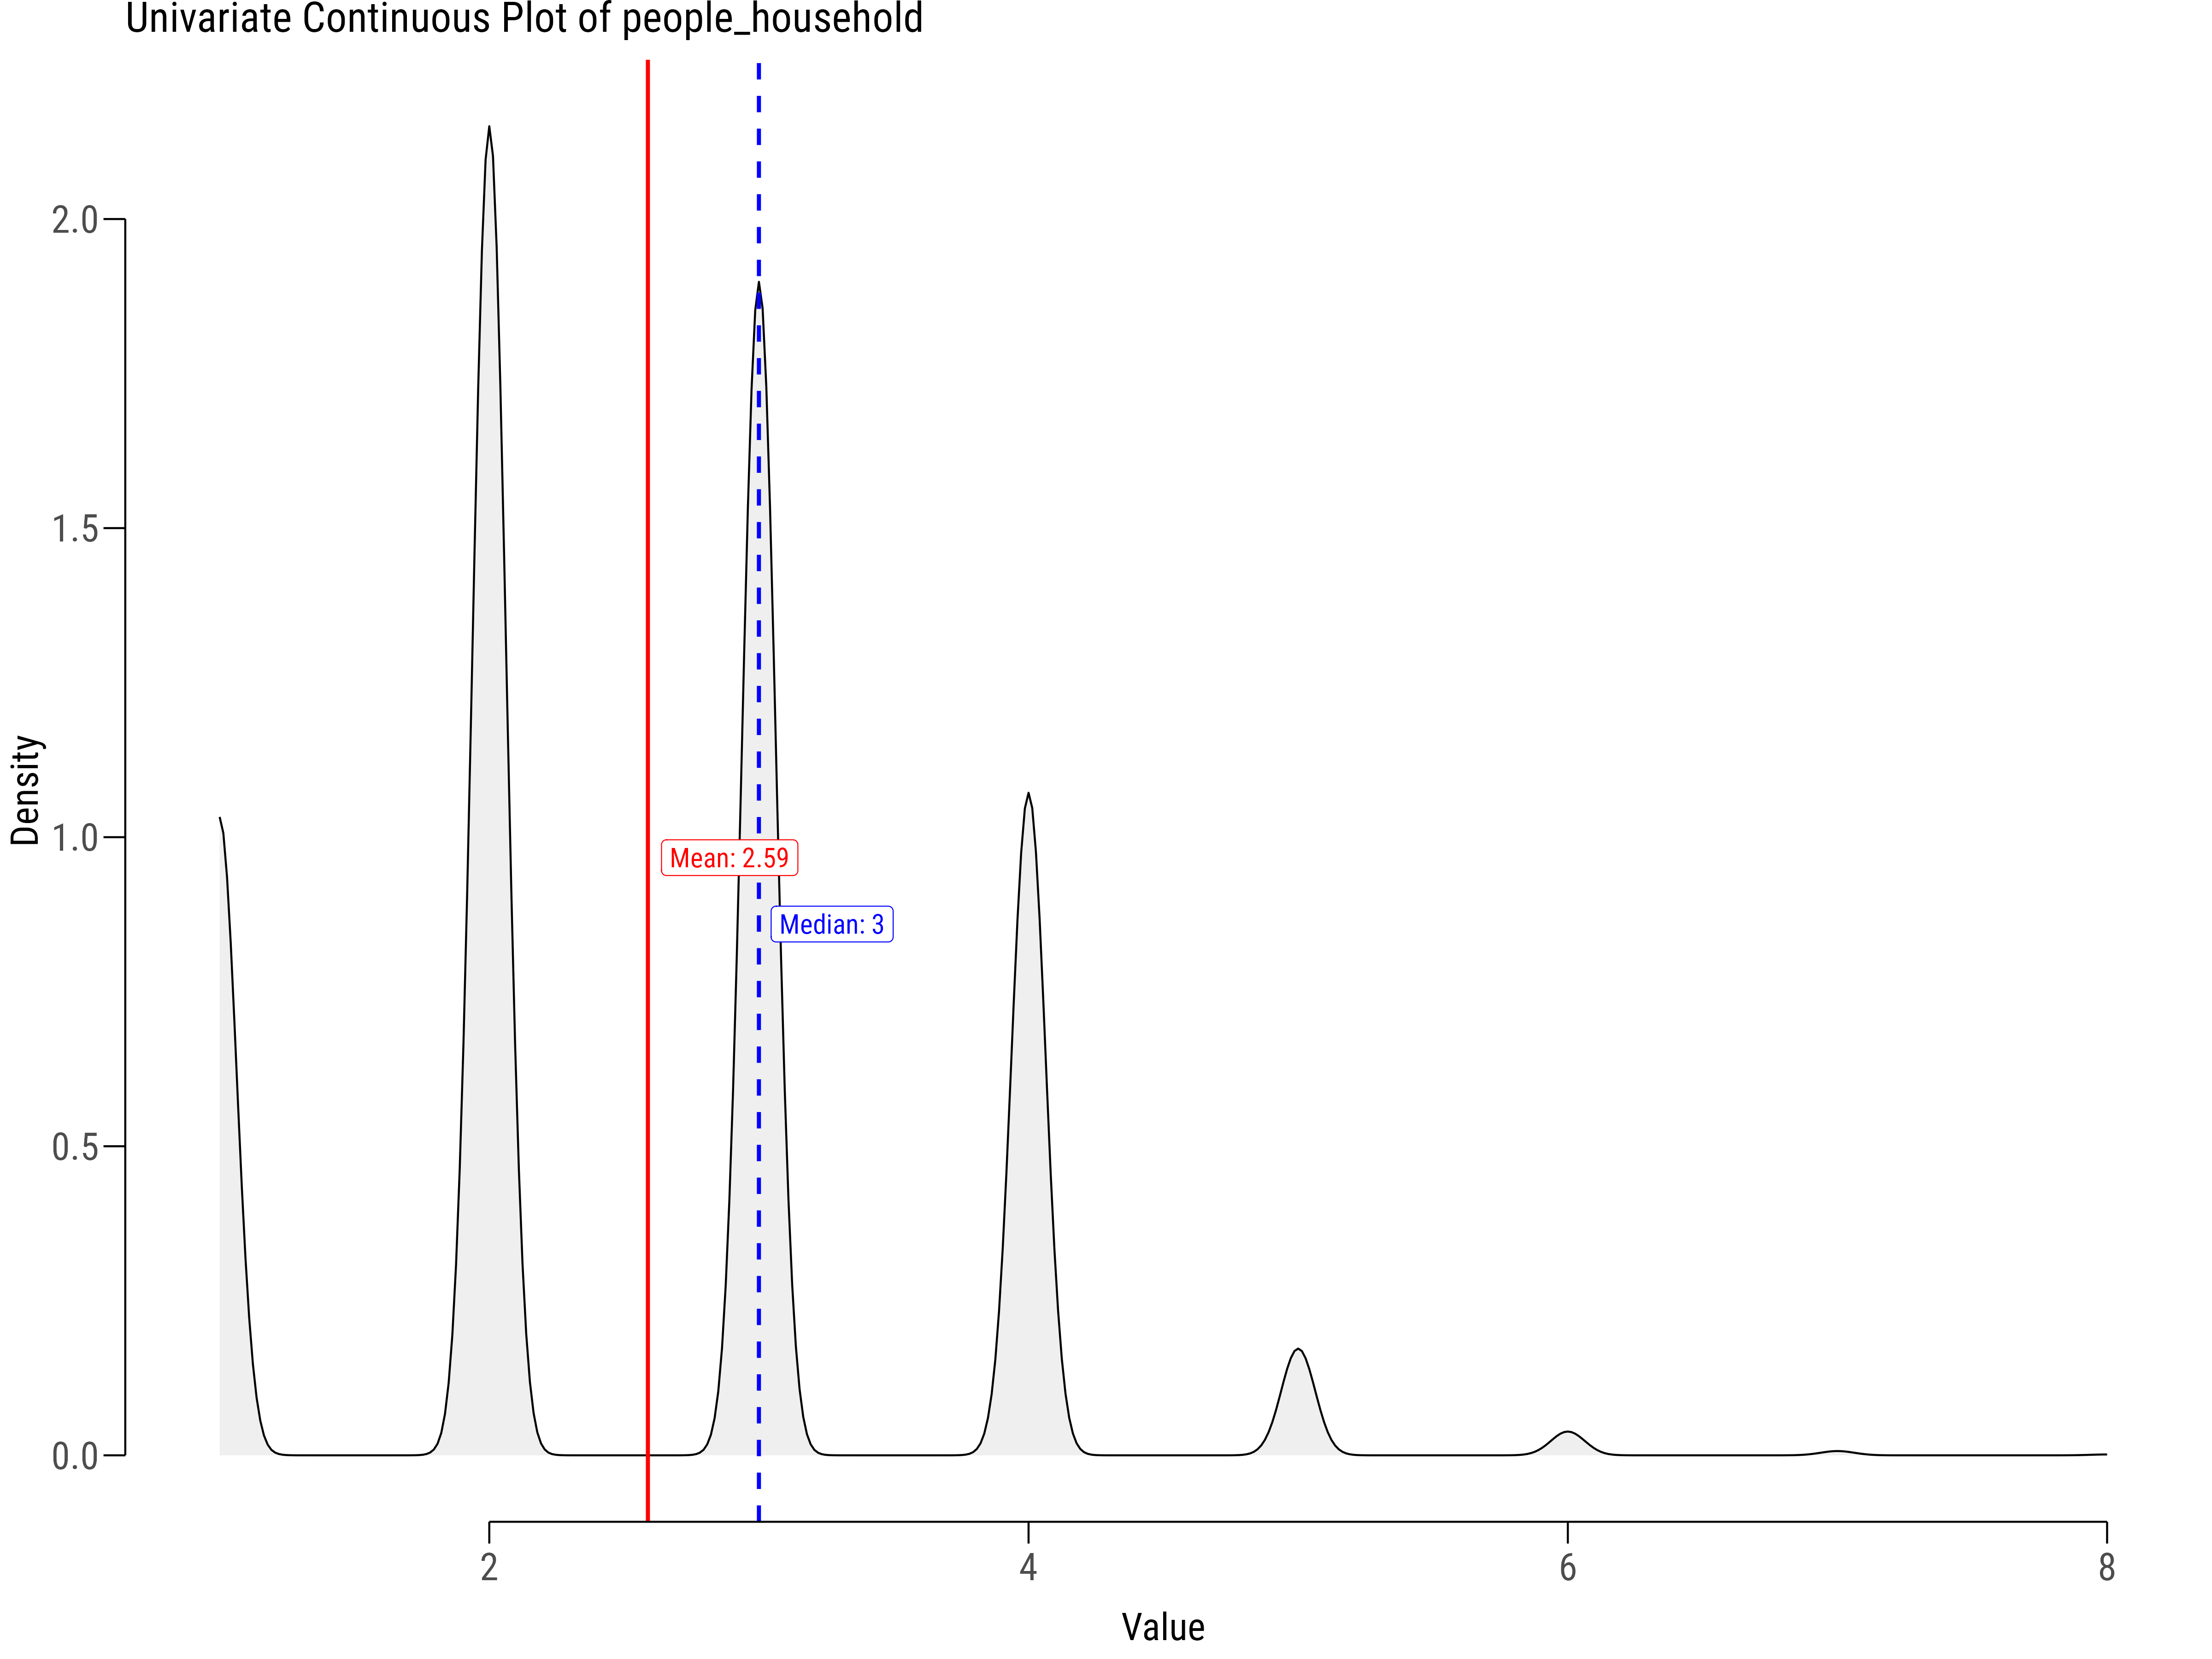 Univariate Continuous Plot of people_household
2.0
1.5
1.0
0.5
0.0
Density
Mean: 2.59
Median: 3
2 4 6 8
Value